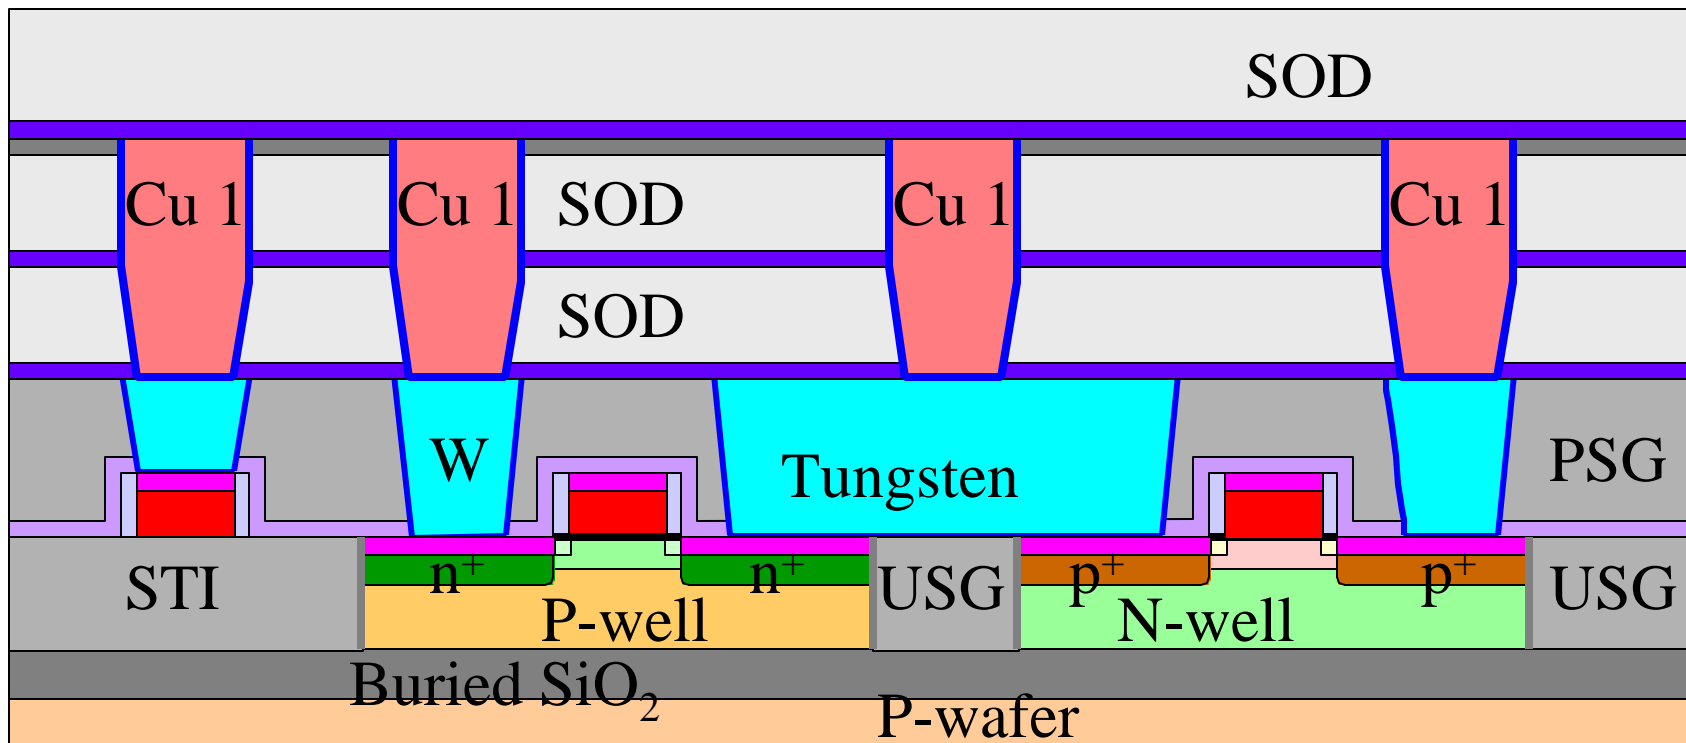 SOD
Cu 1 Cu 1 SOD Cu 1 Cu 1
SOD
W Tungsten PSG
STI n⁺ n⁺ USG p⁺ p⁺ USG
P-well N-well
Buried SiO₂
P-wafer